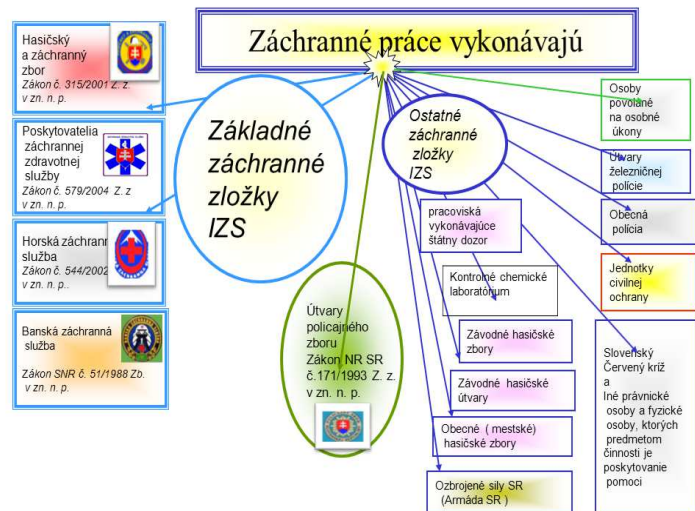 Záchranné práce vykonávajú
Hasičský
a záchranný
zbor
Zákon č. 315/2001 Z. z.
v zn. n. p.
Poskytovatelia
záchrannej
zdravotnej
služby
Zákon č. 579/2004 Z. z
v zn. n. p.
Horská záchrann
služba
Zákon č. 544/2002
v zn. n. p..
Banská záchranná
služba
Zákon SNR č. 51/1988 Zb.
v zn. n. p.
Základné
záchranné
zložky
IZS
Útvary
policajného
zboru
Zákon NR SR
č.171/1993 Z. z.
v zn. n. p.
Ostatné
záchranné
zložky
IZS
pracoviská
vykonávajúce
štátny dozor
Kontrolné chemické
laboratórium
Závodné hasičské
zbory
Závodné hasičské
útvary
Obecné ( mestské)
hasičské zbory
Ozbrojené sily SR
(Armáda SR )
Osoby
povolané
na osobné
úkony
Útvary
železničnej
polície
Obecná
polícia
Jednotky
civilnej
ochrany
Slovenský
Červený kríž
a
Iné právnické
osoby a fyzické
osoby, ktorých
predmetom
činnosti je
poskytovanie
pomoci